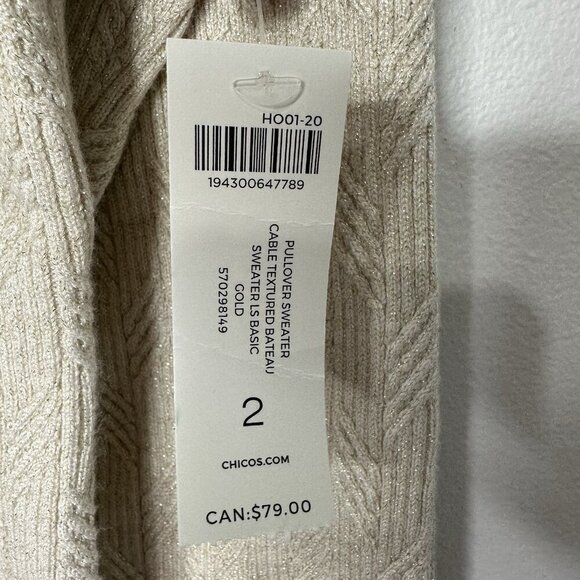 HO01-20
194300647789
PULLOVER SWEATER
CABLE TEXTURED BATEAU
SWEATER LS BASIC
GOLD
570298149
2
CHICOS.COM
CAN:$79.00